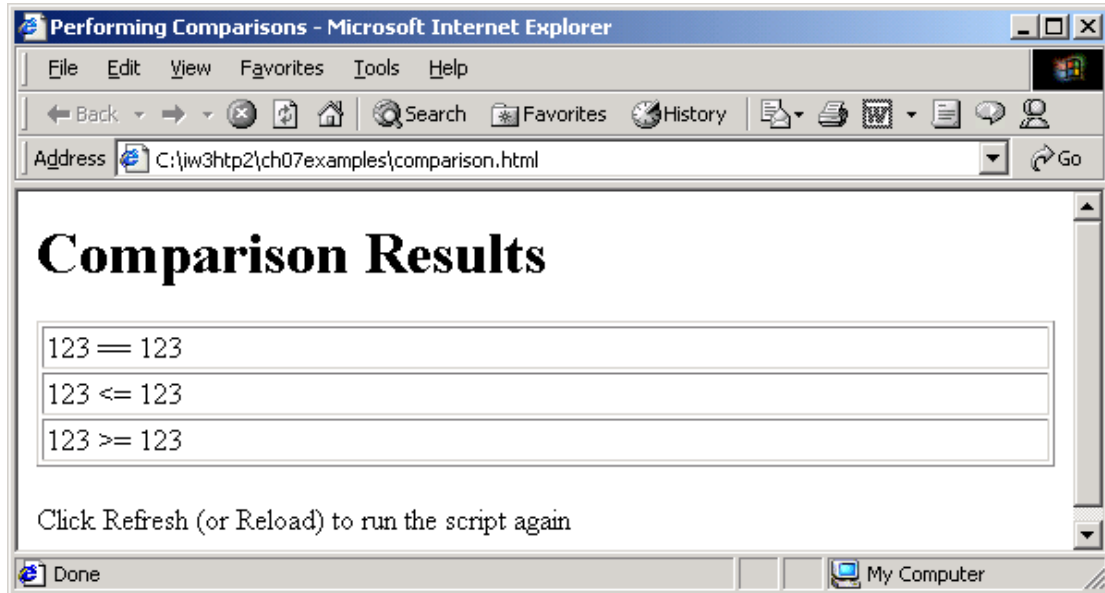 Performing Comparisons - Microsoft Internet Explorer
File Edit View Favorites Tools Help
Back Search Favorites History
Address C:\iw3htp2\ch07examples\comparison.html Go
Comparison Results
123 == 123
123 <= 123
123 >= 123
Click Refresh (or Reload) to run the script again
Done My Computer